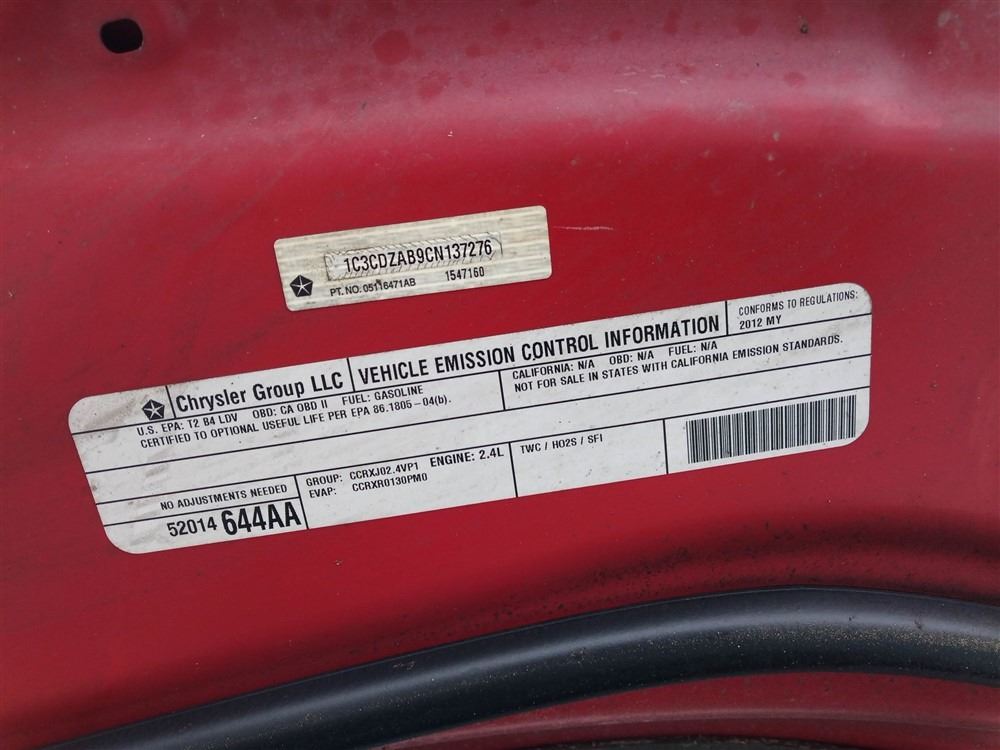 1C3CDZAB9CN137276
PT. NO. 05116471AB 1547160
Chrysler Group LLC
VEHICLE EMISSION CONTROL INFORMATION
CONFORMS TO REGULATIONS:
2012 MY
U.S. EPA: T2 B4 LDV OBD: CA OBD II FUEL: GASOLINE
CERTIFIED TO OPTIONAL USEFUL LIFE PER EPA 86.1805-04(b).
CALIFORNIA: N/A OBD: N/A FUEL: N/A
NOT FOR SALE IN STATES WITH CALIFORNIA EMISSION STANDARDS.
NO ADJUSTMENTS NEEDED
52014 644AA
GROUP: CCRXJ02.4VP1 ENGINE: 2.4L
EVAP: CCRXR0130PM0
TWC / HO2S / SFI